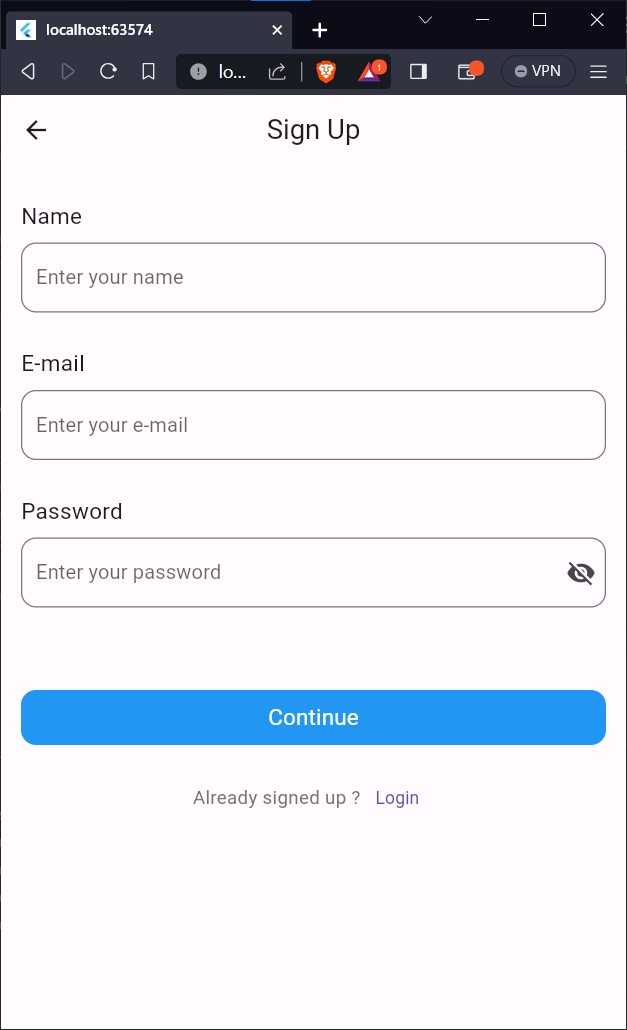 localhost:63574
lo...
1
VPN
Sign Up
Name
Enter your name
E-mail
Enter your e-mail
Password
Enter your password
Continue
Already signed up ? Login